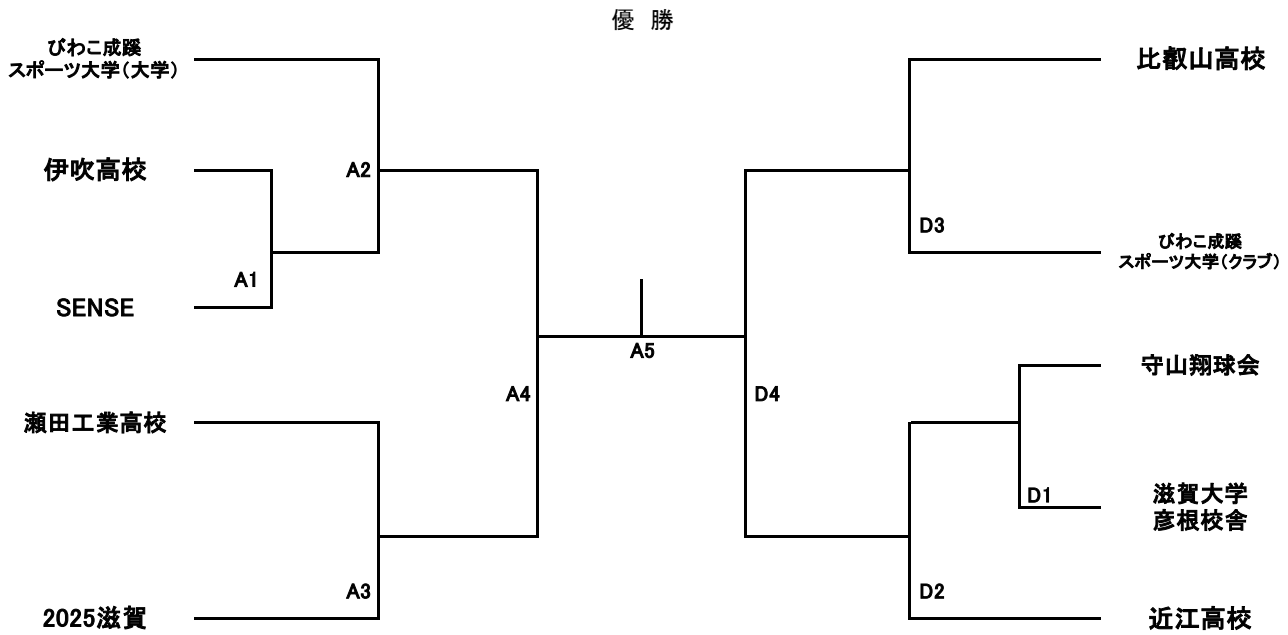 優　勝
びわこ成蹊
スポーツ大学(大学)
伊吹高校
SENSE
瀬田工業高校
2025滋賀
A2
A1
A3
A4
A5
D4
D3
D1
D2
比叡山高校
びわこ成蹊
スポーツ大学(クラブ)
守山翔球会
滋賀大学
彦根校舎
近江高校